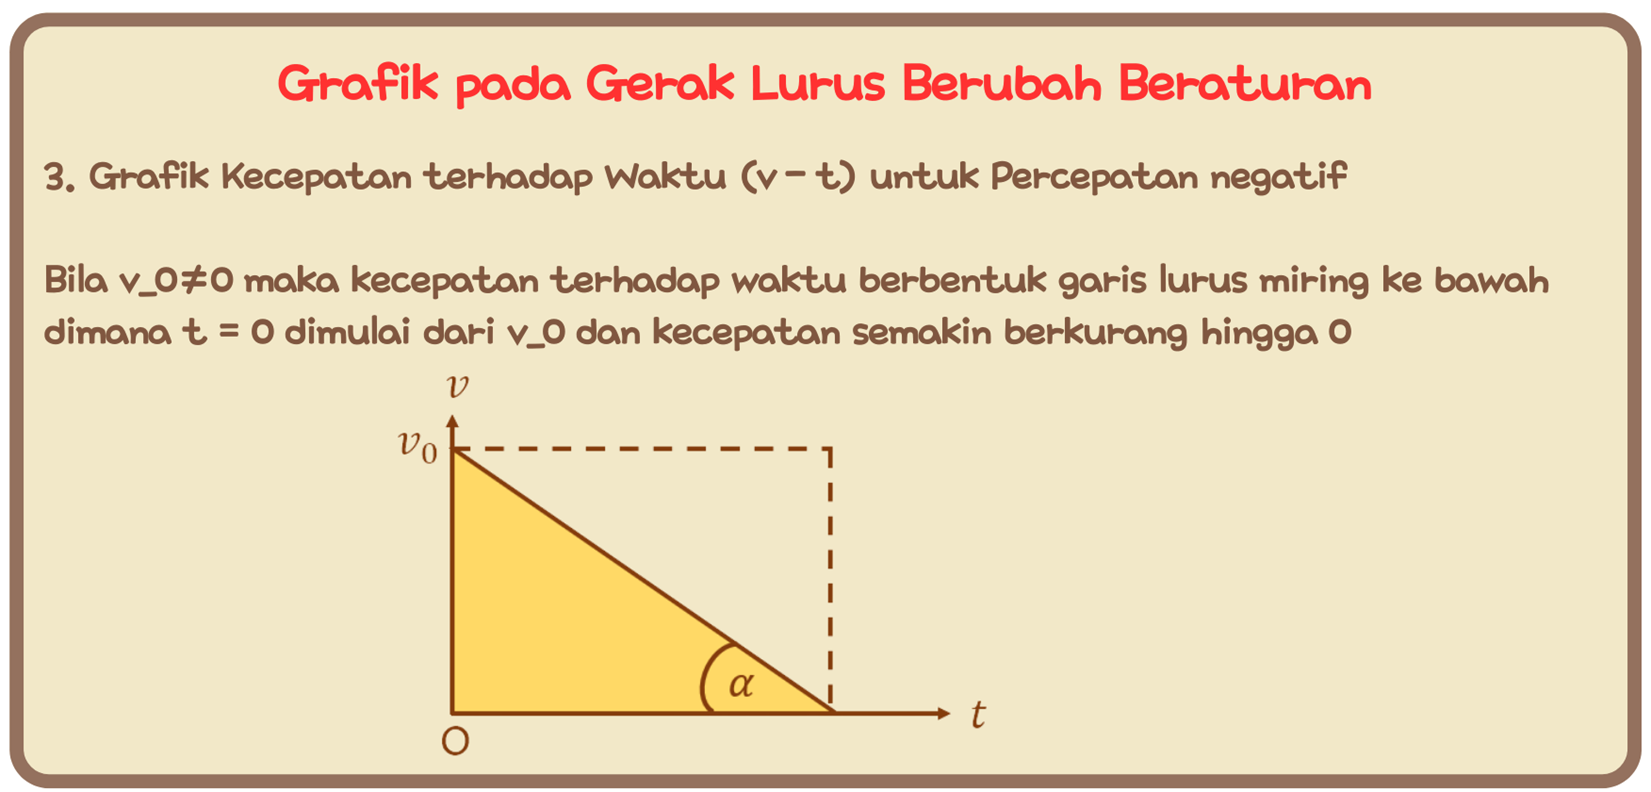 Grafik pada Gerak Lurus Berubah Beraturan
3. Grafik Kecepatan terhadap Waktu (v – t) untuk Percepatan negatif
Bila v_0≠0 maka kecepatan terhadap waktu berbentuk garis lurus miring ke bawah
dimana t = 0 dimulai dari v_0 dan kecepatan semakin berkurang hingga 0
v
v₀
α
t
O